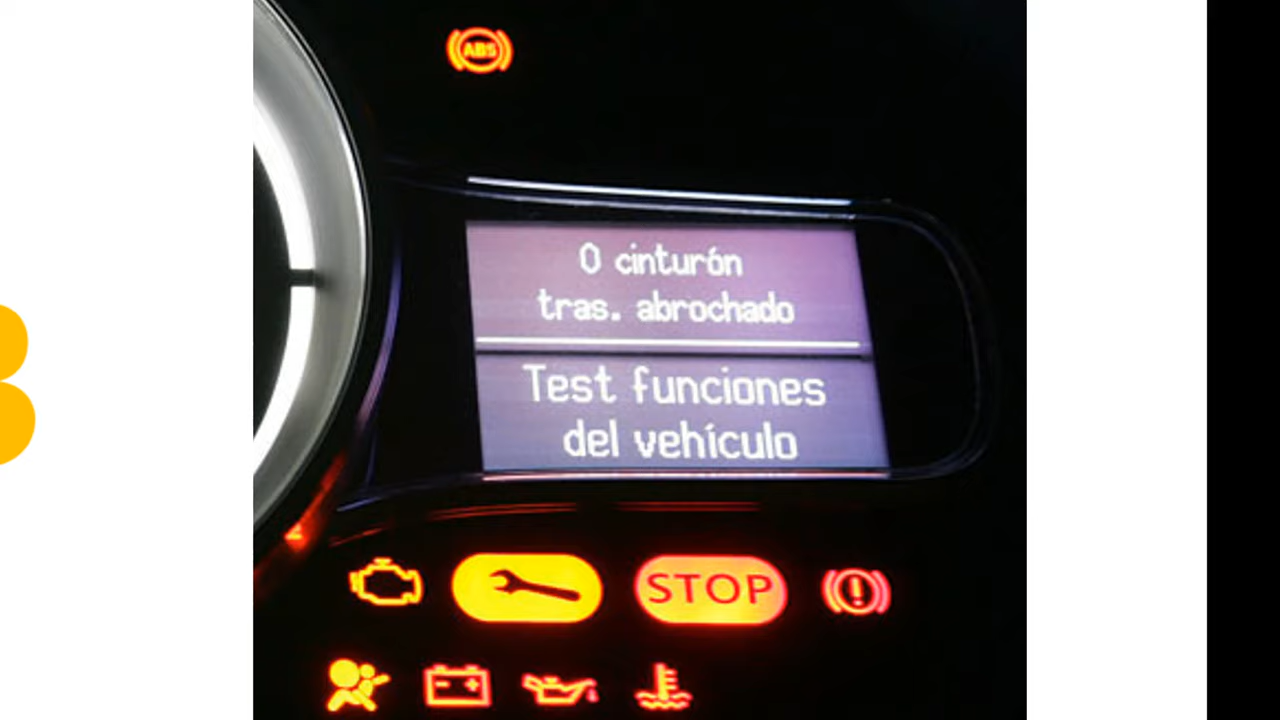 ABS
0 cinturón
tras. abrochado
Test funciones
del vehículo
STOP